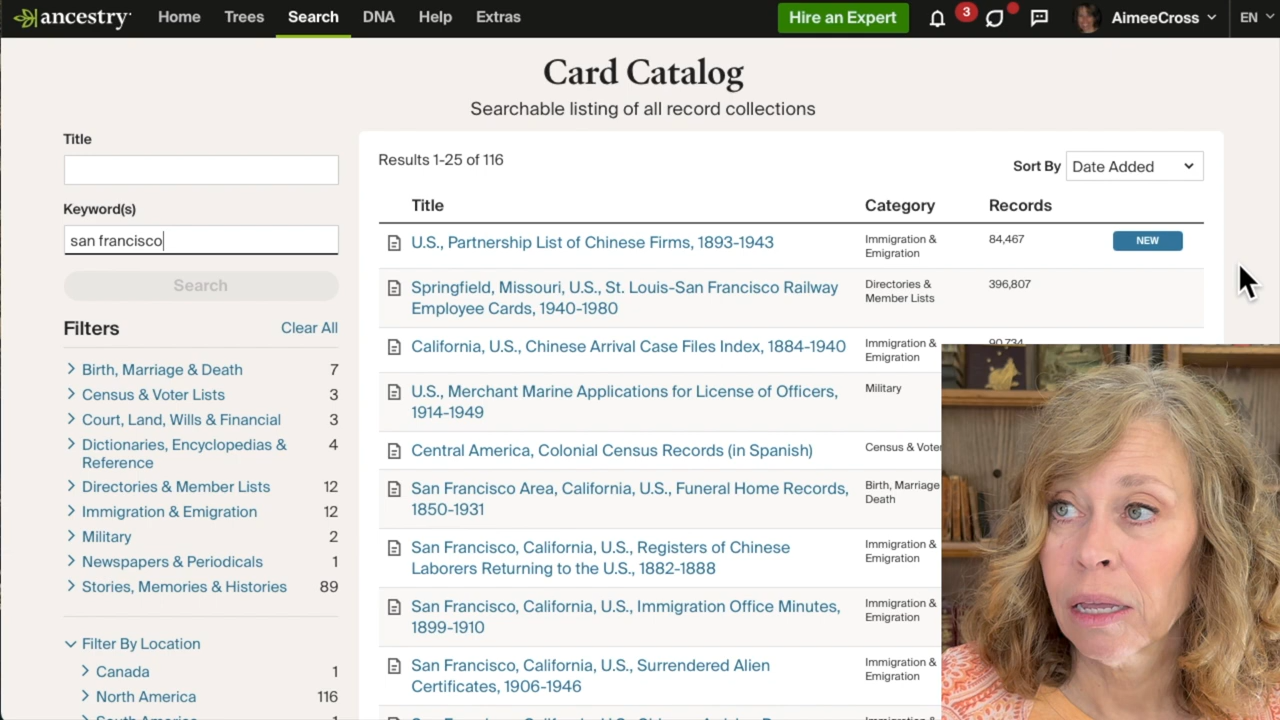 ancestry
Home
Trees
Search
DNA
Help
Extras
Hire an Expert
3
AimeeCross
EN
Card Catalog
Searchable listing of all record collections
Title
Keyword(s)
san francisco
Search
Filters
Clear All
Birth, Marriage & Death 7
Census & Voter Lists 3
Court, Land, Wills & Financial 3
Dictionaries, Encyclopedias & 4
Reference
Directories & Member Lists 12
Immigration & Emigration 12
Military 2
Newspapers & Periodicals 1
Stories, Memories & Histories 89
Filter By Location
Canada 1
North America 116
South America 1
Results 1-25 of 116
Sort By Date Added
Title Category Records
U.S., Partnership List of Chinese Firms, 1893-1943
Immigration &
Emigration
84,467
NEW
Springfield, Missouri, U.S., St. Louis-San Francisco Railway
Employee Cards, 1940-1980
Directories &
Member Lists
396,807
California, U.S., Chinese Arrival Case Files Index, 1884-1940
Immigration &
Emigration
90,734
U.S., Merchant Marine Applications for License of Officers,
1914-1949
Military
Central America, Colonial Census Records (in Spanish)
Census & Vote
San Francisco Area, California, U.S., Funeral Home Records,
1850-1931
Birth, Marriage
Death
San Francisco, California, U.S., Registers of Chinese
Laborers Returning to the U.S., 1882-1888
Immigration &
Emigration
San Francisco, California, U.S., Immigration Office Minutes,
1899-1910
Immigration &
Emigration
San Francisco, California, U.S., Surrendered Alien
Certificates, 1906-1946
Immigration &
Emigration